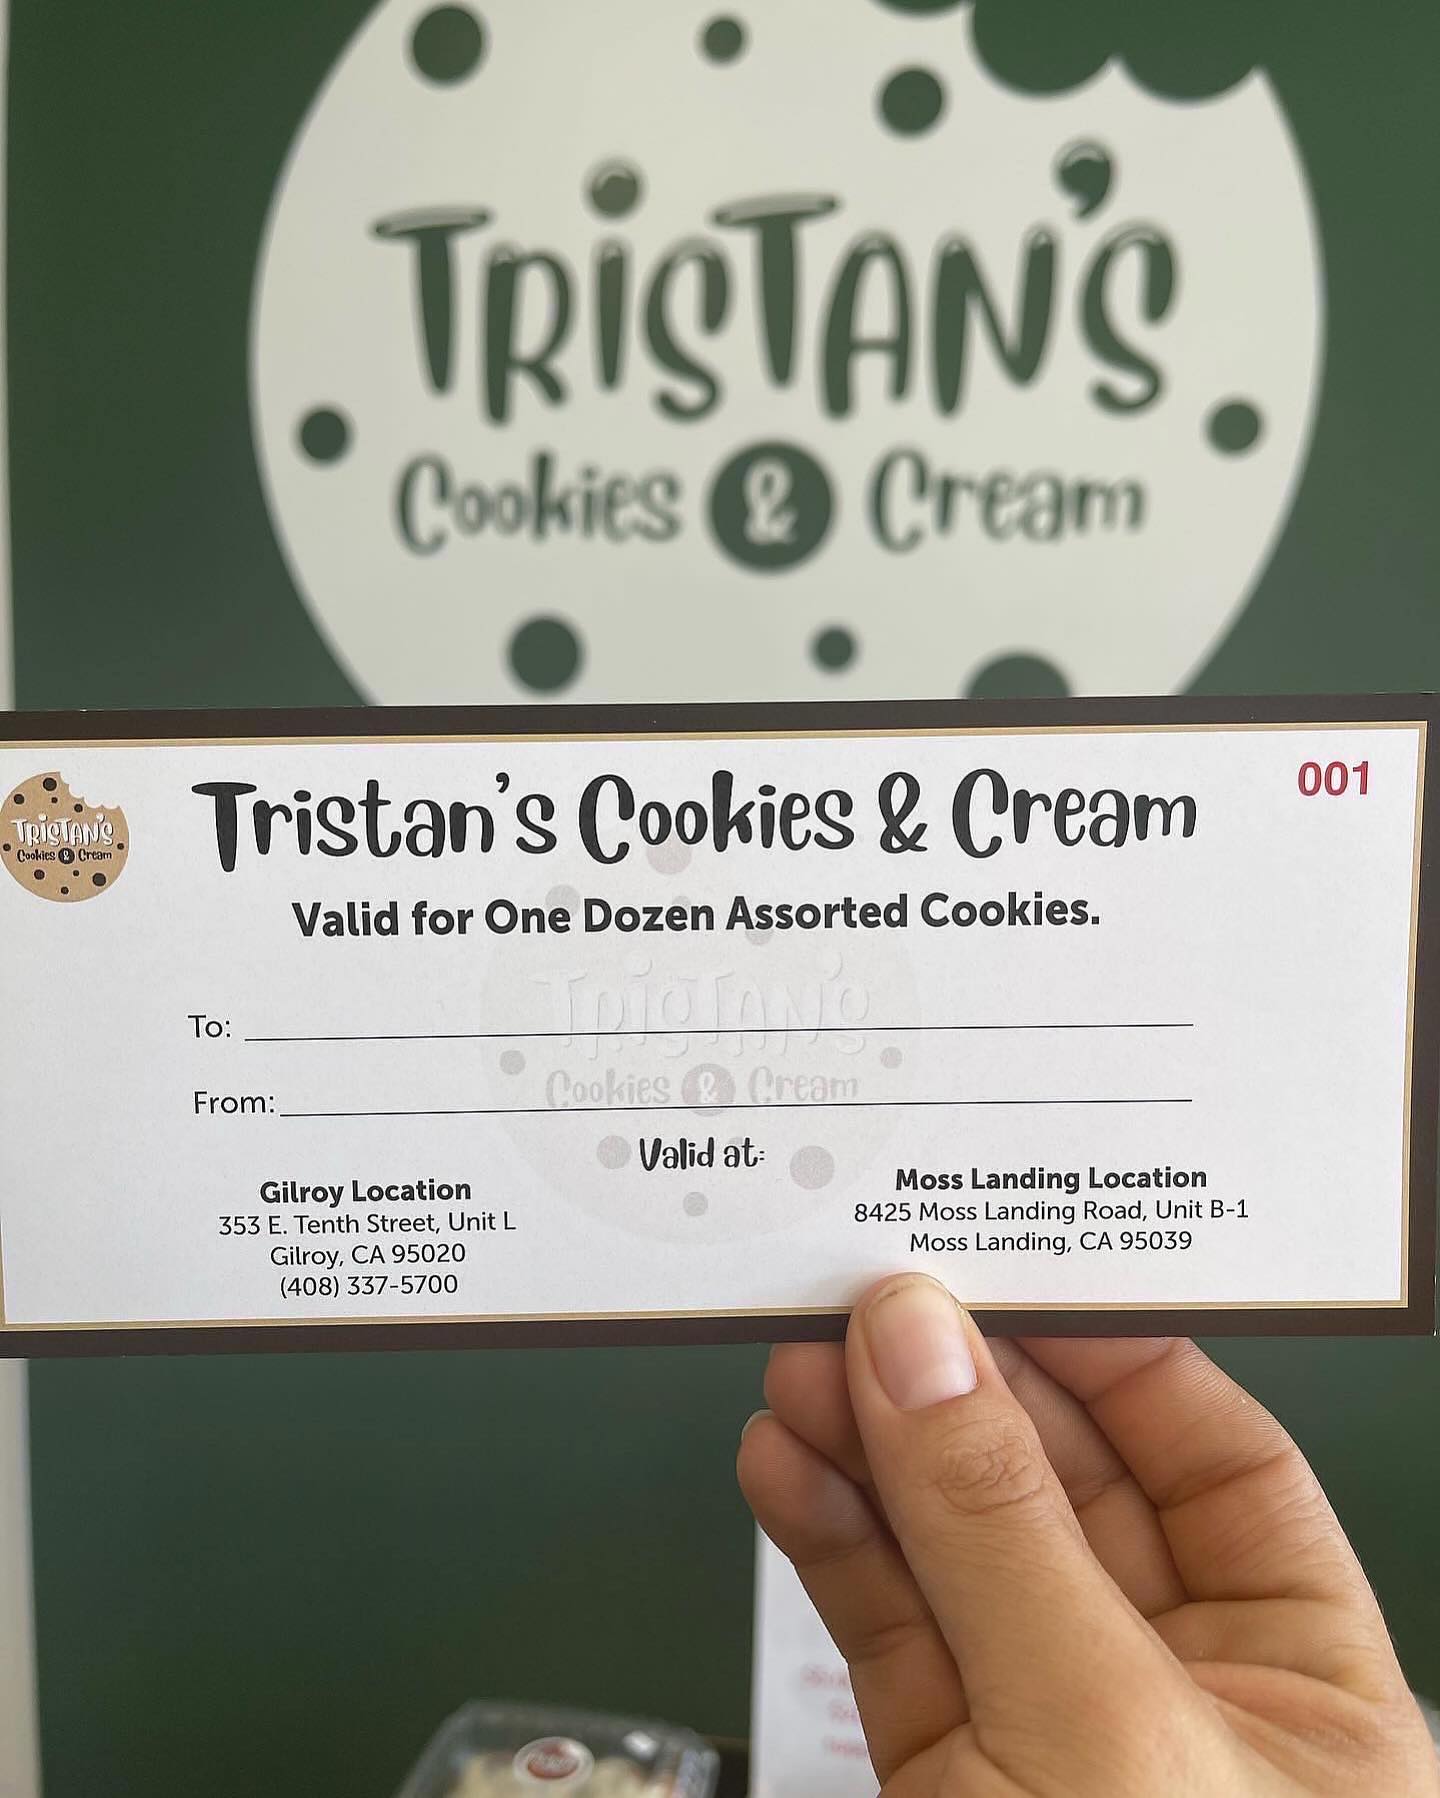 TRiSTAN'S
Cookies & Cream
Tristan's Cookies & Cream
001
TRiSTAN'S
Cookies & Cream
Valid for One Dozen Assorted Cookies.
TRiSTAN'S
To:
Cookies & Cream
From:
Valid at:
Gilroy Location
353 E. Tenth Street, Unit L
Gilroy, CA 95020
(408) 337-5700
Moss Landing Location
8425 Moss Landing Road, Unit B-1
Moss Landing, CA 95039